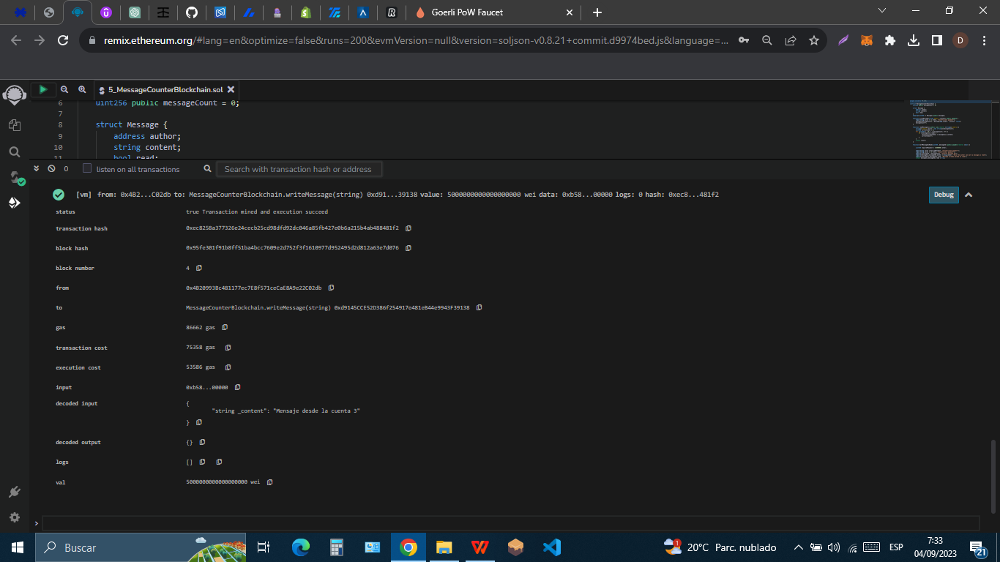 Goerli PoW Faucet
remix.ethereum.org/#lang=en&optimize=false&runs=200&evmVersion=null&version=soljson-v0.8.21+commit.d9974bed.js&language=...
D
5_MessageCounterBlockchain.sol
6 uint256 public messageCount = 0;
7
8 struct Message {
9 address author;
10 string content;
11 bool read;
0 listen on all transactions Search with transaction hash or address
[vm] from: 0x4B2...C02db to: MessageCounterBlockchain.writeMessage(string) 0xd91...39138 value: 5000000000000000000 wei data: 0xb58...00000 logs: 0 hash: 0xec8...481f2
Debug
status true Transaction mined and execution succeed
transaction hash 0xec8258a377326e24cecb25cd98dfd92dc046a85fb427e0b6a215b4ab488481f2
block hash 0x95fe301f91b8ff51ba4bcc7609e2d752f3f1610977d952495d2d812a63e7d076
block number 4
from 0x4B20993Bc481177ec7E8f571ceCaE8A9e22C02db
to MessageCounterBlockchain.writeMessage(string) 0xd9145CCE52D386f254917e481eB44e9943F39138
gas 86662 gas
transaction cost 75358 gas
execution cost 53586 gas
input 0xb58...00000
decoded input {
"string _content": "Mensaje desde la cuenta 3"
}
decoded output {}
logs []
val 5000000000000000000 wei
>
Buscar
20°C Parc. nublado
ESP
7:33
04/09/2023
21
1